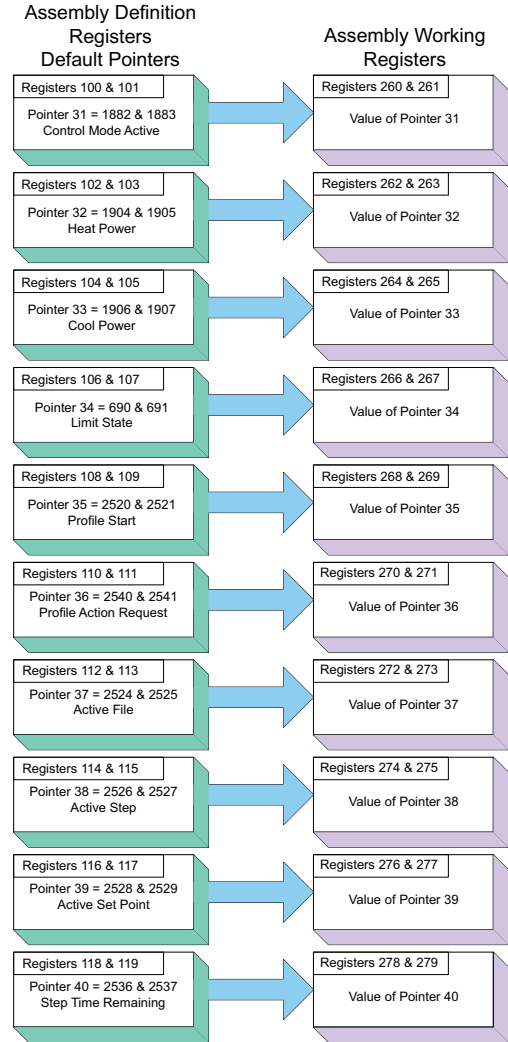 Assembly Definition
Registers
Default Pointers
Assembly Working
Registers
Registers 100 & 101
Pointer 31 = 1882 & 1883
Control Mode Active
Registers 260 & 261
Value of Pointer 31
Registers 102 & 103
Pointer 32 = 1904 & 1905
Heat Power
Registers 262 & 263
Value of Pointer 32
Registers 104 & 105
Pointer 33 = 1906 & 1907
Cool Power
Registers 264 & 265
Value of Pointer 33
Registers 106 & 107
Pointer 34 = 690 & 691
Limit State
Registers 266 & 267
Value of Pointer 34
Registers 108 & 109
Pointer 35 = 2520 & 2521
Profile Start
Registers 268 & 269
Value of Pointer 35
Registers 110 & 111
Pointer 36 = 2540 & 2541
Profile Action Request
Registers 270 & 271
Value of Pointer 36
Registers 112 & 113
Pointer 37 = 2524 & 2525
Active File
Registers 272 & 273
Value of Pointer 37
Registers 114 & 115
Pointer 38 = 2526 & 2527
Active Step
Registers 274 & 275
Value of Pointer 38
Registers 116 & 117
Pointer 39 = 2528 & 2529
Active Set Point
Registers 276 & 277
Value of Pointer 39
Registers 118 & 119
Pointer 40 = 2536 & 2537
Step Time Remaining
Registers 278 & 279
Value of Pointer 40